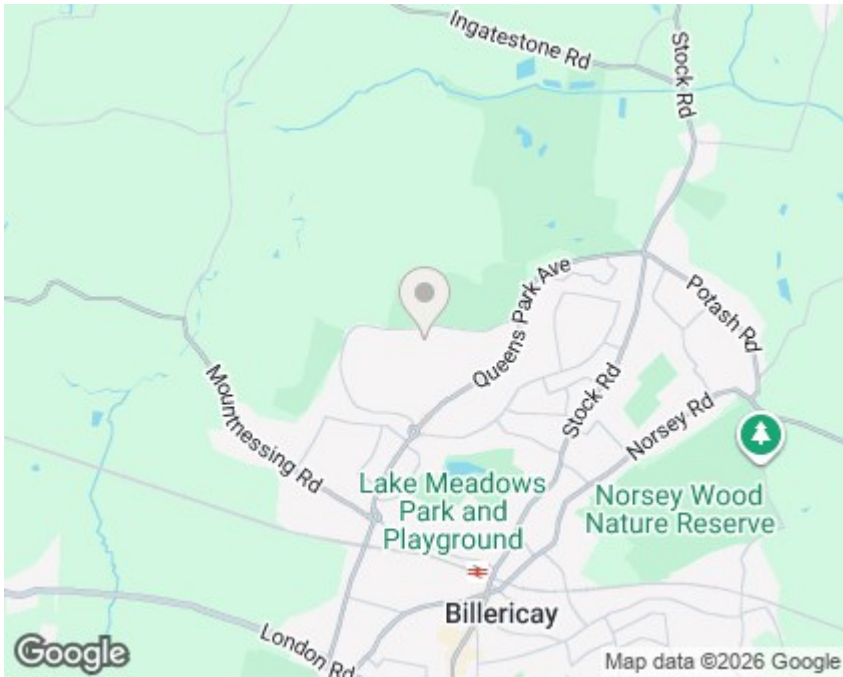 Ingatestone Rd
Stock Rd
Queens Park Ave
Potash Rd
Mountnessing Rd
Stock Rd
Norsey Rd
Lake Meadows
Park and
Playground
Norsey Wood
Nature Reserve
Billericay
London Rd
Google
Map data ©2026 Google